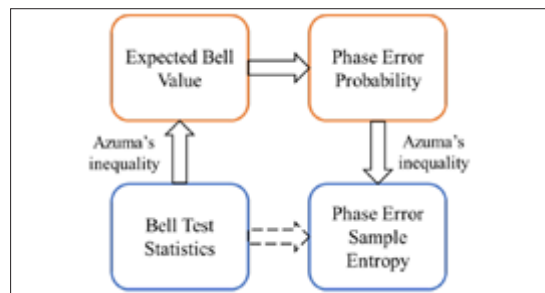 Expected Bell
Value
Phase Error
Probability
Azuma's
inequality
Azuma's
inequality
Bell Test
Statistics
Phase Error
Sample
Entropy